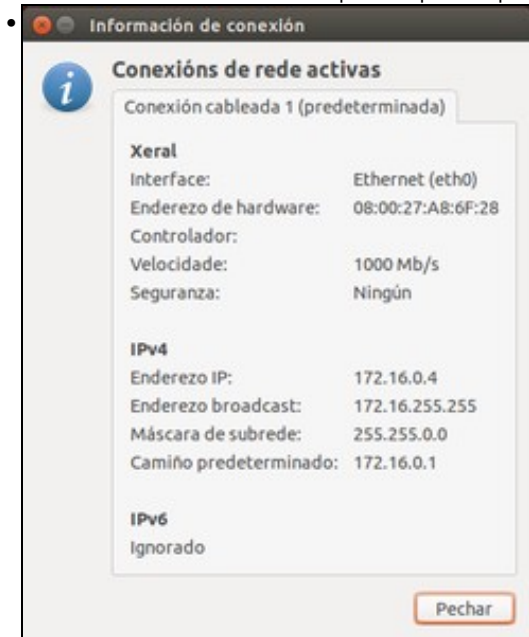 Información de conexión
Conexións de rede activas
Conexión cableada 1 (predeterminada)
Xeral
Interface: Ethernet (eth0)
Enderezo de hardware: 08:00:27:A8:6F:28
Controlador:
Velocidade: 1000 Mb/s
Seguranza: Ningún
IPv4
Enderezo IP: 172.16.0.4
Enderezo broadcast: 172.16.255.255
Máscara de subrede: 255.255.0.0
Camiño predeterminado: 172.16.0.1
IPv6
Ignorado
Pechar